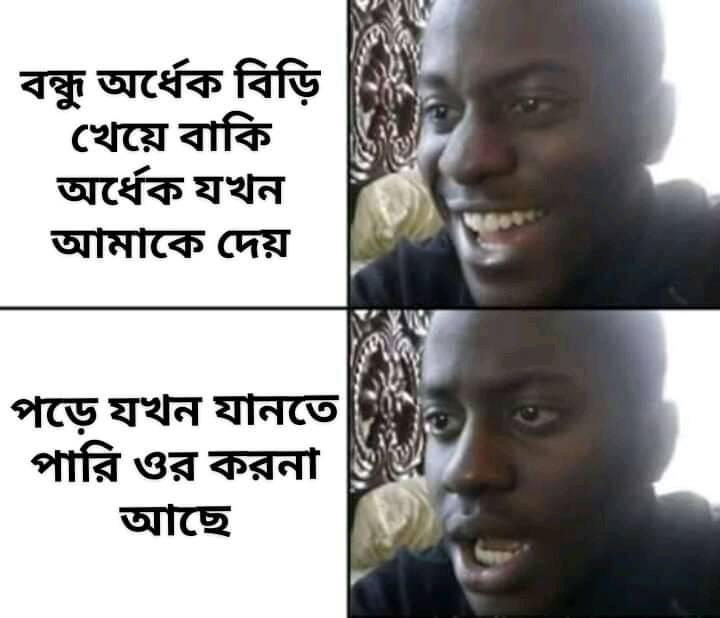 বন্ধু অর্ধেক বিড়ি
খেয়ে বাকি
অর্ধেক যখন
আমাকে দেয়
পড়ে যখন যানতে
পারি ওর করনা
আছে